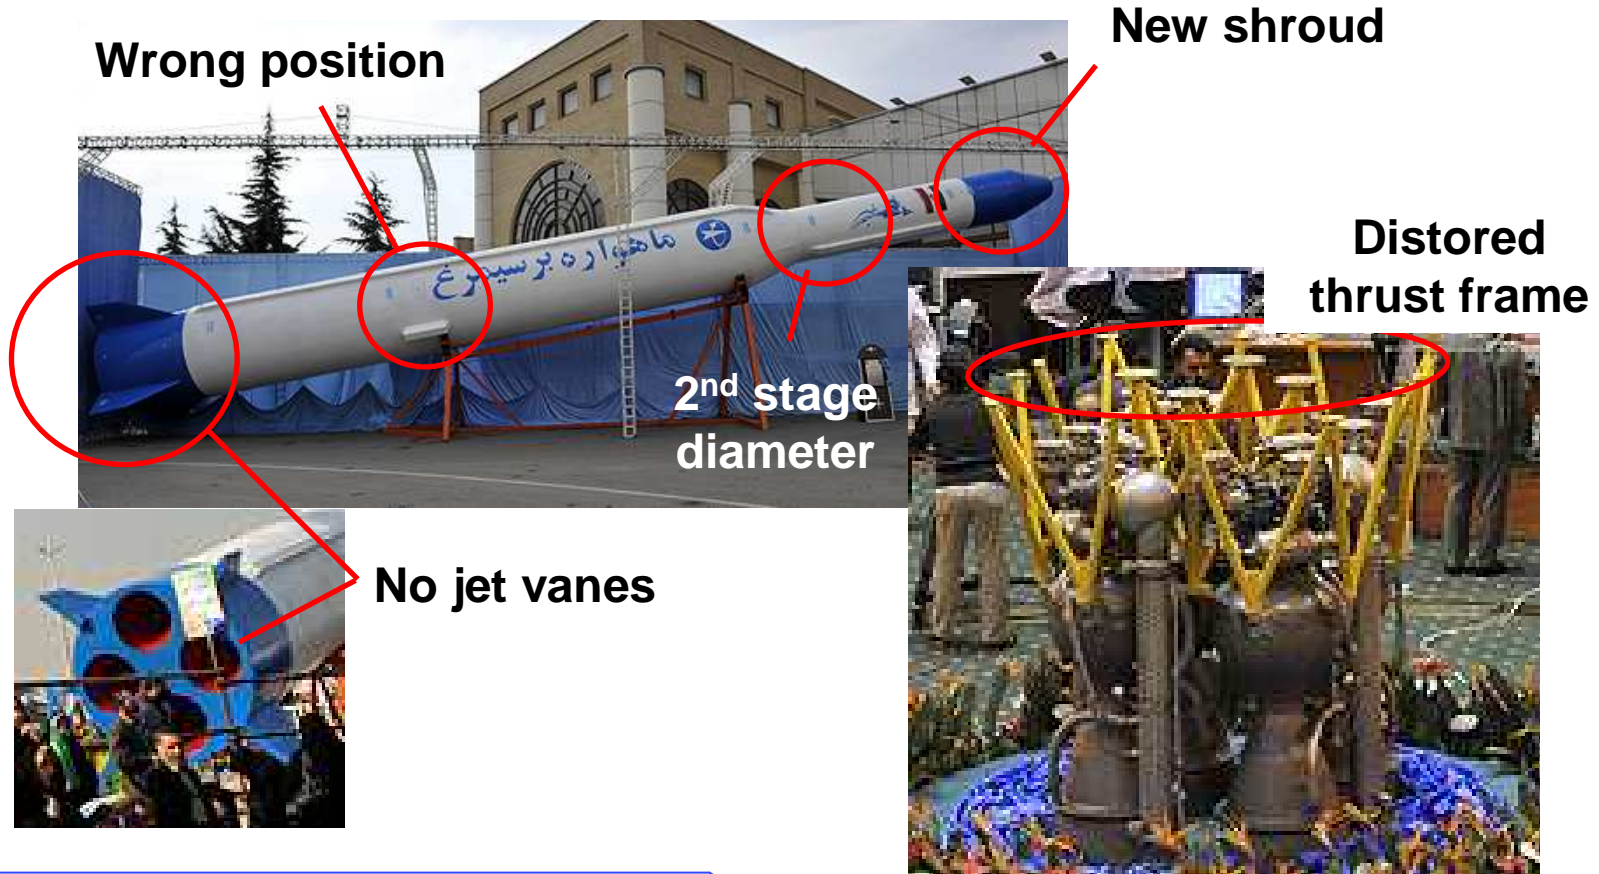 New shroud
Wrong position
ماهواره بر سیمرغ
Distored
thrust frame
2nd stage
diameter
No jet vanes